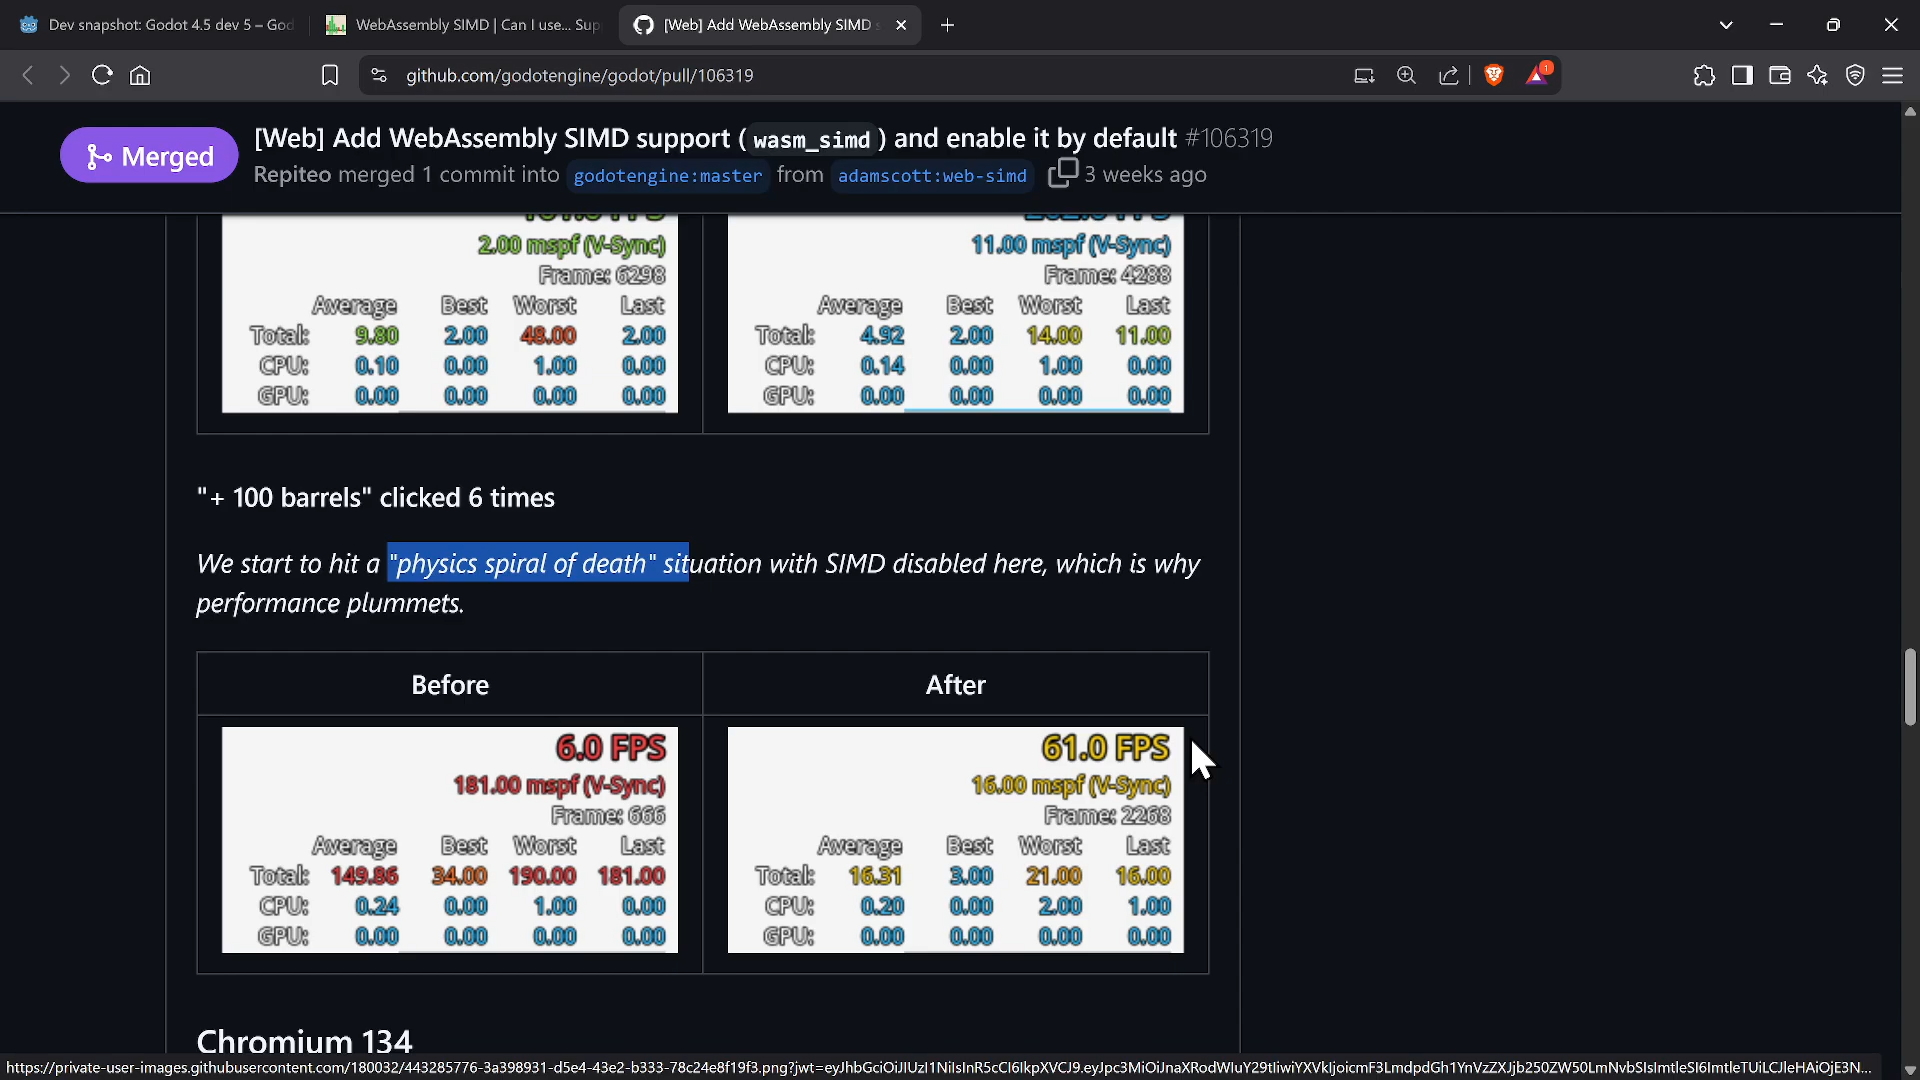 Dev snapshot: Godot 4.5 dev 5 – God
WebAssembly SIMD | Can I use... Sup
[Web] Add WebAssembly SIMD s
github.com/godotengine/godot/pull/106319
1
Merged
[Web] Add WebAssembly SIMD support ( wasm_simd ) and enable it by default #106319
Repiteo merged 1 commit into godotengine:master from adamscott:web-simd 3 weeks ago
2.00 mspf (V-Sync)
Frame: 6298
Average Best Worst Last
Total: 9.80 2.00 48.00 2.00
CPU: 0.10 0.00 1.00 0.00
GPU: 0.00 0.00 0.00 0.00
11.00 mspf (V-Sync)
Frame: 4288
Average Best Worst Last
Total: 4.92 2.00 14.00 11.00
CPU: 0.14 0.00 1.00 0.00
GPU: 0.00 0.00 0.00 0.00
"+ 100 barrels" clicked 6 times
We start to hit a "physics spiral of death" situation with SIMD disabled here, which is why
performance plummets.
Before After
6.0 FPS
181.00 mspf (V-Sync)
Frame: 666
Average Best Worst Last
Total: 149.86 34.00 190.00 181.00
CPU: 0.24 0.00 1.00 0.00
GPU: 0.00 0.00 0.00 0.00
61.0 FPS
16.00 mspf (V-Sync)
Frame: 2268
Average Best Worst Last
Total: 16.31 3.00 21.00 16.00
CPU: 0.20 0.00 2.00 1.00
GPU: 0.00 0.00 0.00 0.00
Chromium 134